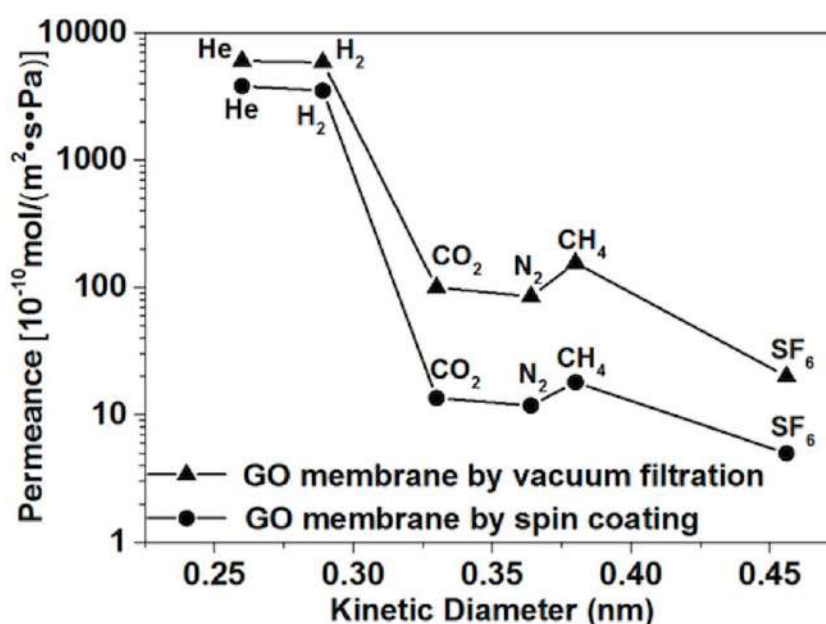 Permeance [10⁻¹⁰mol/(m²•s•Pa)]
10000
1000
100
10
1
He
H₂
He
H₂
CO₂
N₂
CH₄
SF₆
CO₂
N₂
CH₄
SF₆
GO membrane by vacuum filtration
GO membrane by spin coating
0.25 0.30 0.35 0.40 0.45
Kinetic Diameter (nm)